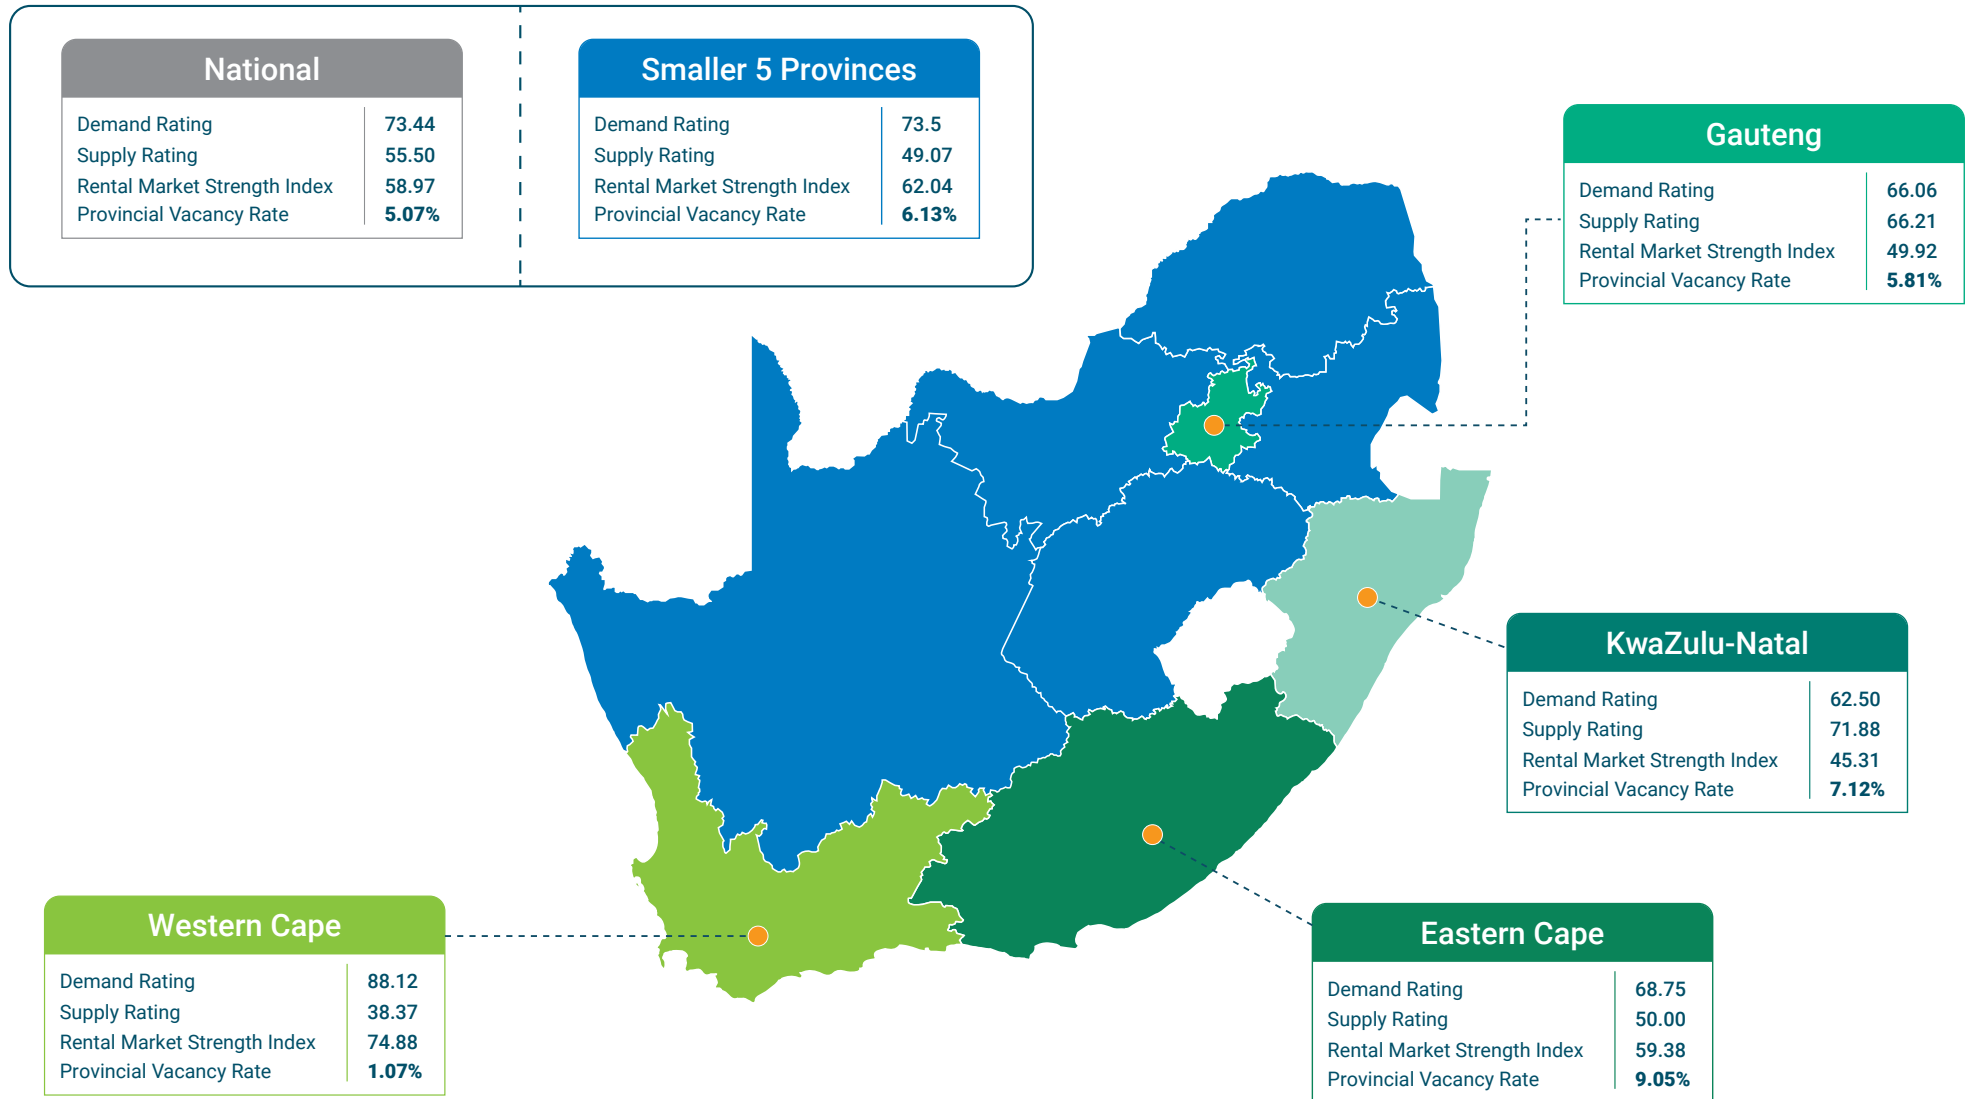 National
Demand Rating 73.44
Supply Rating 55.50
Rental Market Strength Index 58.97
Provincial Vacancy Rate 5.07%
Smaller 5 Provinces
Demand Rating 73.5
Supply Rating 49.07
Rental Market Strength Index 62.04
Provincial Vacancy Rate 6.13%
Gauteng
Demand Rating 66.06
Supply Rating 66.21
Rental Market Strength Index 49.92
Provincial Vacancy Rate 5.81%
KwaZulu-Natal
Demand Rating 62.50
Supply Rating 71.88
Rental Market Strength Index 45.31
Provincial Vacancy Rate 7.12%
Western Cape
Demand Rating 88.12
Supply Rating 38.37
Rental Market Strength Index 74.88
Provincial Vacancy Rate 1.07%
Eastern Cape
Demand Rating 68.75
Supply Rating 50.00
Rental Market Strength Index 59.38
Provincial Vacancy Rate 9.05%